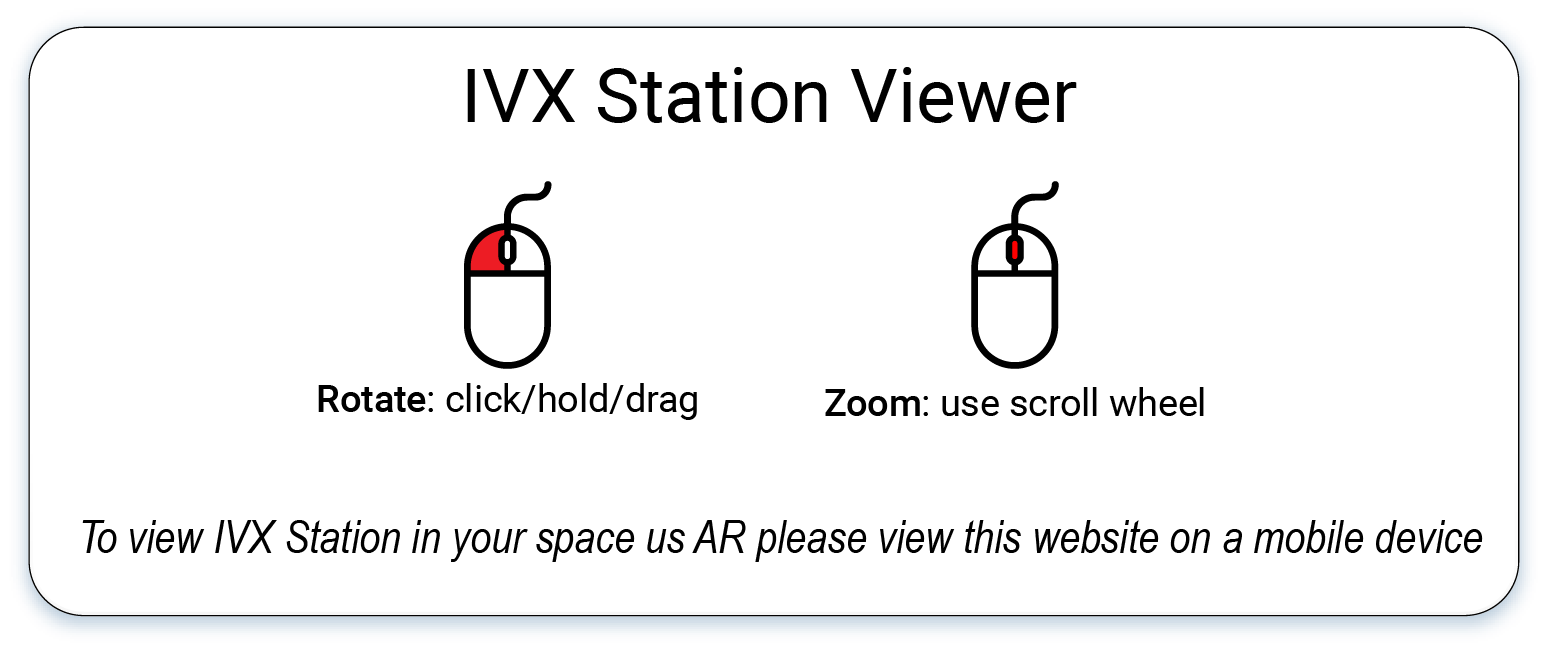 IVX Station Viewer
Rotate: click/hold/drag
Zoom: use scroll wheel
To view IVX Station in your space us AR please view this website on a mobile device